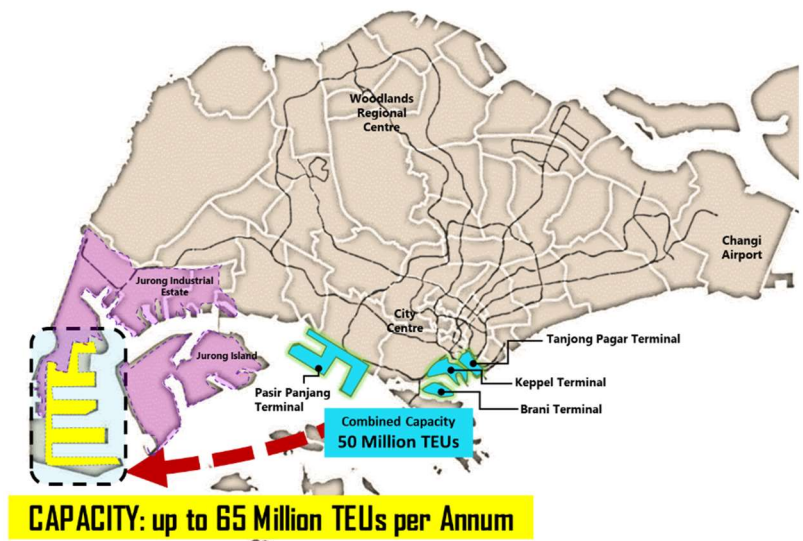 Woodlands
Regional
Centre
Changi
Airport
Jurong Industrial
Estate
City
Centre
Jurong Island
Tanjong Pagar Terminal
Keppel Terminal
Brani Terminal
Pasir Panjang
Terminal
Combined Capacity
50 Million TEUs
CAPACITY: up to 65 Million TEUs per Annum